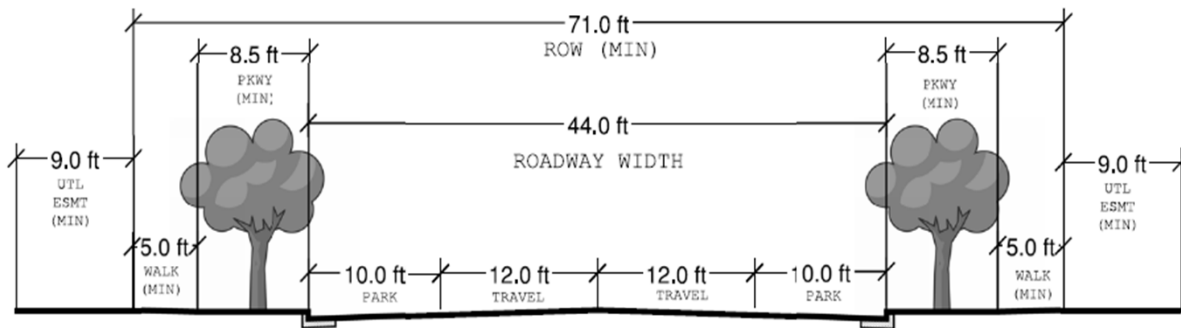 71.0 ft
ROW (MIN)
8.5 ft
PKWY
(MIN)
8.5 ft
PKWY
(MIN)
44.0 ft
ROADWAY WIDTH
9.0 ft
UTL
ESMT
(MIN)
9.0 ft
UTL
ESMT
(MIN)
5.0 ft
WALK
(MIN)
10.0 ft
PARK
12.0 ft
TRAVEL
12.0 ft
TRAVEL
10.0 ft
PARK
5.0 ft
WALK
(MIN)